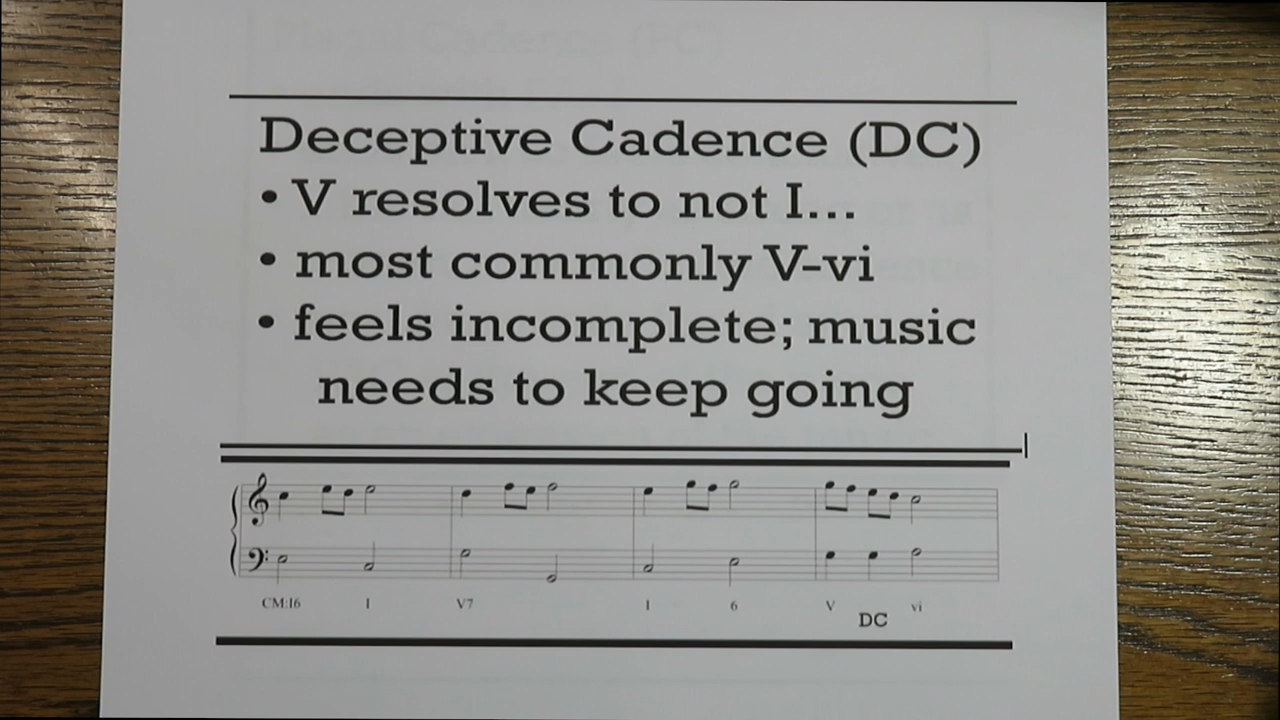 Deceptive Cadence (DC)
• V resolves to not I...
• most commonly V-vi
• feels incomplete; music
needs to keep going
CM:I6 I V7 I 6 V vi
DC